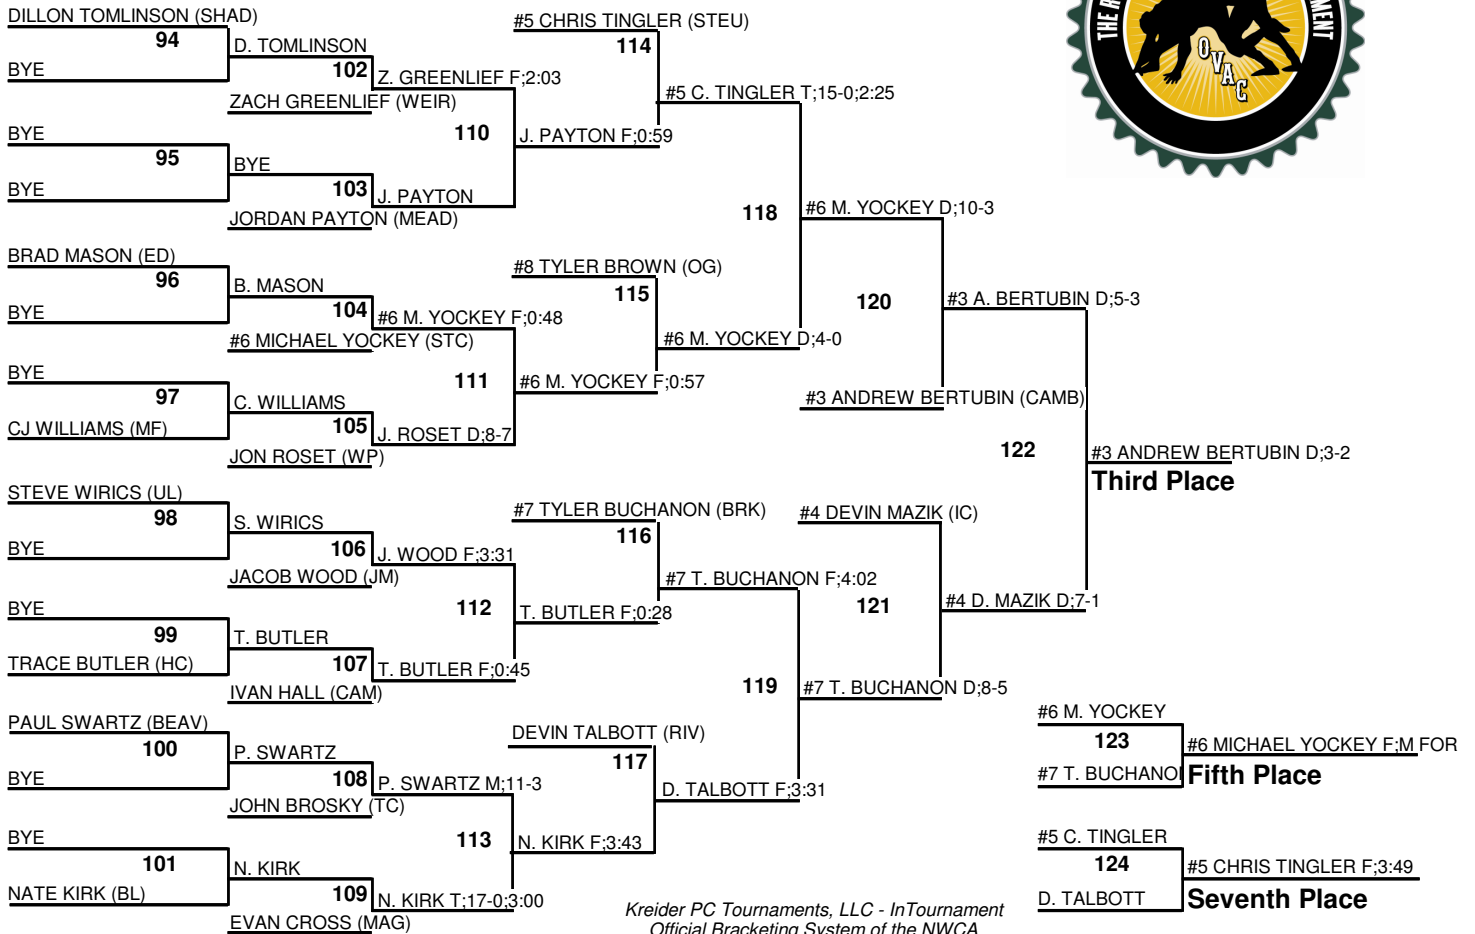 DILLON TOMLINSON (SHAD)
94
BYE
D. TOMLINSON
102
ZACH GREENLIEF (WEIR)
Z. GREENLIEF F;2:03
BYE
95
BYE
BYE
103
JORDAN PAYTON (MEAD)
J. PAYTON
110
J. PAYTON F;0:59
#5 CHRIS TINGLER (STEU)
114
#5 C. TINGLER T;15-0;2:25
BRAD MASON (ED)
96
BYE
B. MASON
104
#6 MICHAEL YOCKEY (STC)
#6 M. YOCKEY F;0:48
BYE
97
CJ WILLIAMS (MF)
C. WILLIAMS
105
JON ROSET (WP)
J. ROSET D;8-7
111
#6 M. YOCKEY F;0:57
#8 TYLER BROWN (OG)
115
#6 M. YOCKEY D;4-0
118
#6 M. YOCKEY D;10-3
120
#3 ANDREW BERTUBIN (CAMB)
#3 A. BERTUBIN D;5-3
STEVE WIRICS (UL)
98
BYE
S. WIRICS
106
JACOB WOOD (JM)
J. WOOD F;3:31
BYE
99
TRACE BUTLER (HC)
T. BUTLER
107
IVAN HALL (CAM)
T. BUTLER F;0:45
112
T. BUTLER F;0:28
#7 TYLER BUCHANON (BRK)
116
#7 T. BUCHANON F;4:02
PAUL SWARTZ (BEAV)
100
BYE
P. SWARTZ
108
JOHN BROSKY (TC)
P. SWARTZ M;11-3
BYE
101
NATE KIRK (BL)
N. KIRK
109
EVAN CROSS (MAG)
N. KIRK T;17-0;3:00
113
N. KIRK F;3:43
DEVIN TALBOTT (RIV)
117
D. TALBOTT F;3:31
119
#7 T. BUCHANON D;8-5
#4 DEVIN MAZIK (IC)
121
#4 D. MAZIK D;7-1
122
#3 ANDREW BERTUBIN D;3-2
Third Place
#6 M. YOCKEY
123
#7 T. BUCHANO
#6 MICHAEL YOCKEY F;M FOR
Fifth Place
#5 C. TINGLER
124
D. TALBOTT
#5 CHRIS TINGLER F;3:49
Seventh Place
Kreider PC Tournaments, LLC - InTournament
Official Bracketing System of the NWCA
THE R
OVAC
MENT